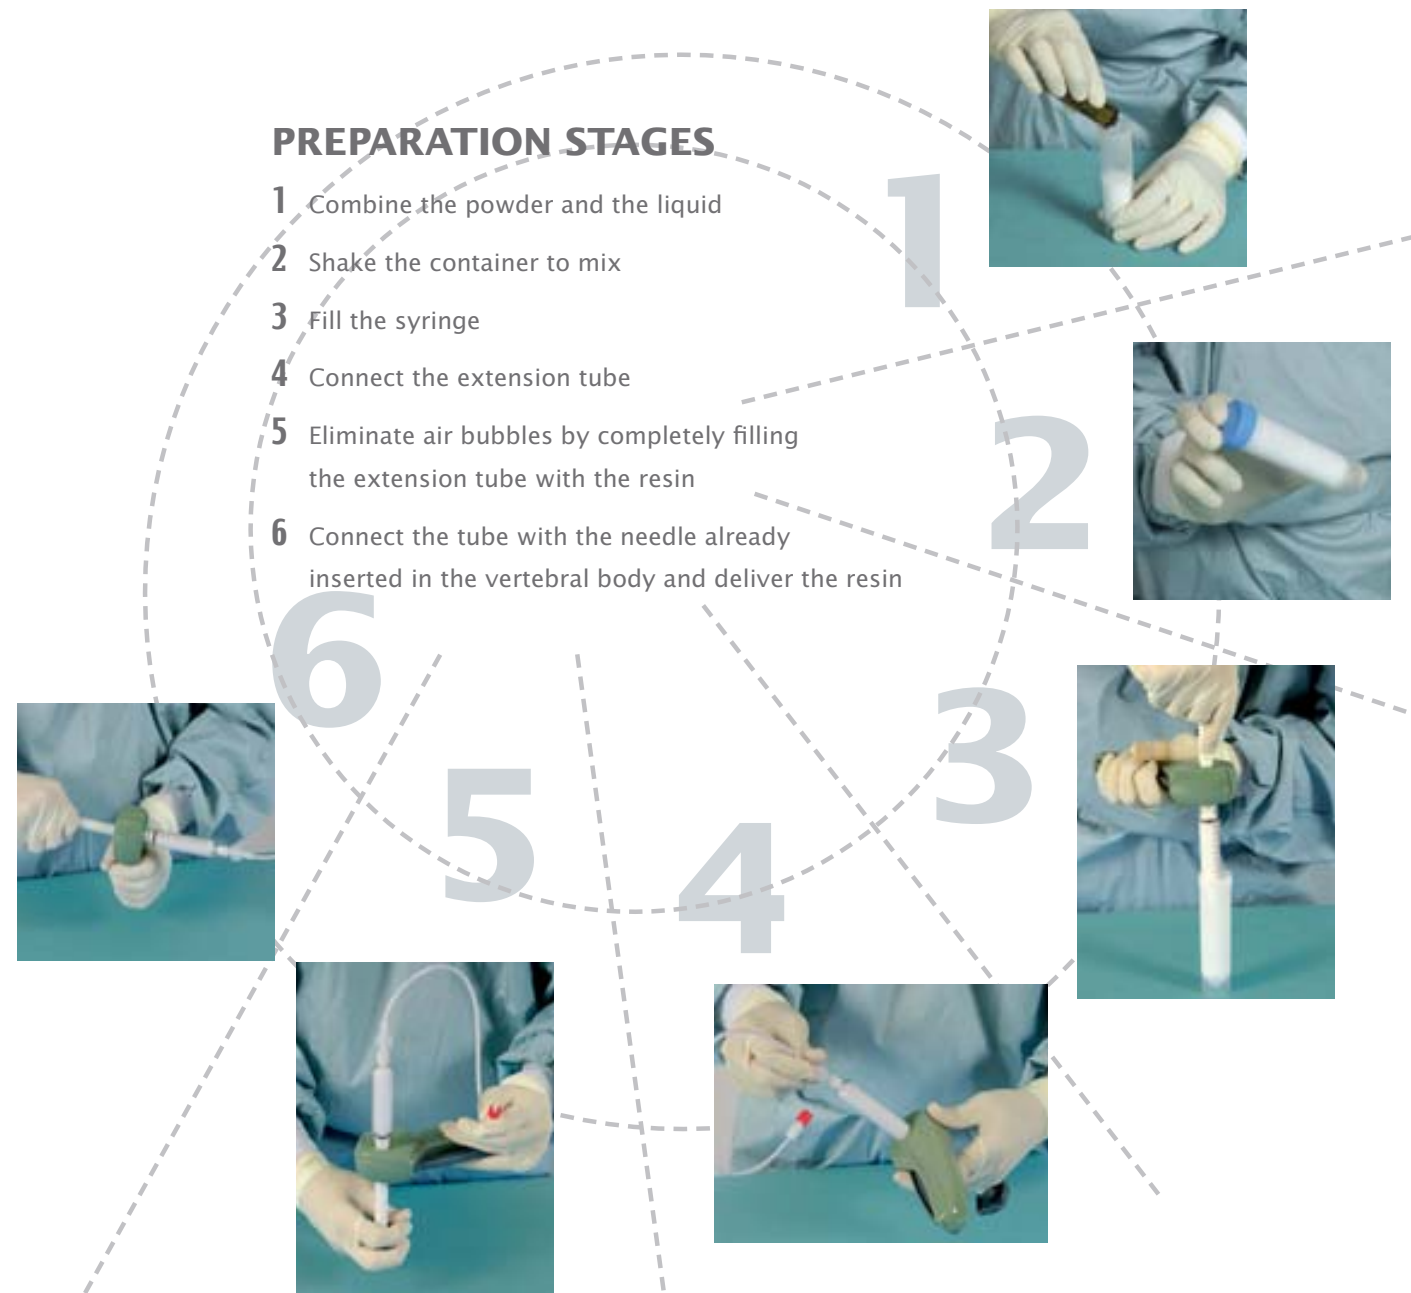 PREPARATION STAGES
1 Combine the powder and the liquid
2 Shake the container to mix
3 Fill the syringe
4 Connect the extension tube
5 Eliminate air bubbles by completely filling
the extension tube with the resin
6 Connect the tube with the needle already
inserted in the vertebral body and deliver the resin
1
2
3
4
5
6